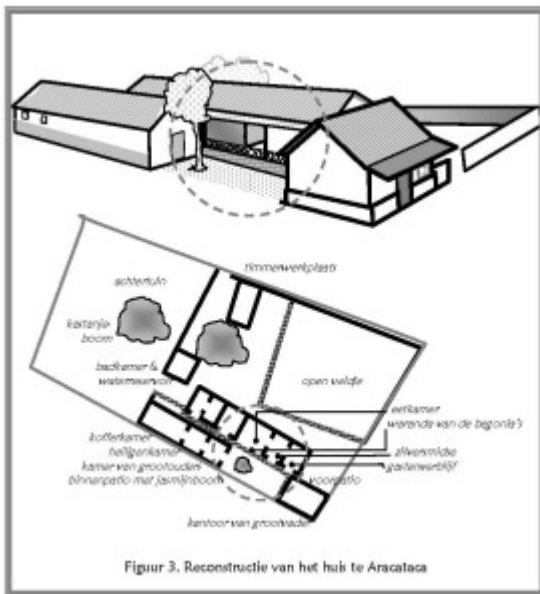 timmerwerkplaats
achtertuin
kastanje
boom
badkamer &
waterreservoir
open veldje
eetkamer
veranda van de begonia's
kofferkamer
heiligenkamer
kamer van grootouders
binnenpatio met jasmijnboom
zilversmidse
gastenverblijf
voorpatio
kantoor van grootvader
Figuur 3. Reconstructie van het huis te Aracataca